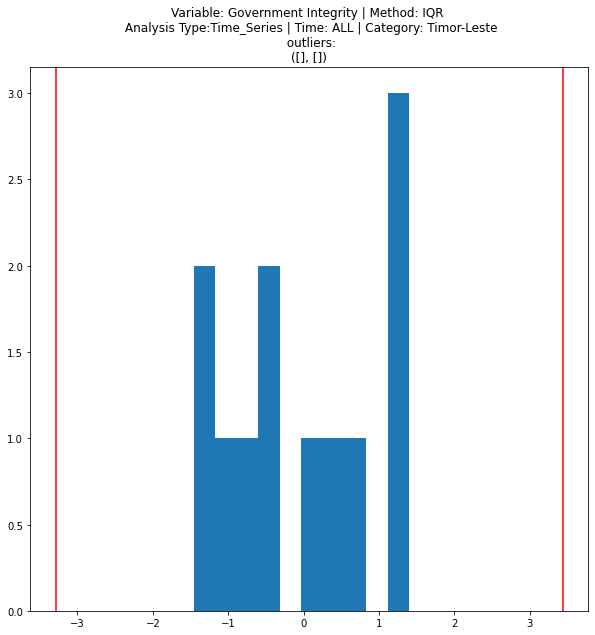 Variable: Government Integrity | Method: IQR
Analysis Type:Time_Series | Time: ALL | Category: Timor-Leste
outliers:
([], [])
3.0
2.5
2.0
1.5
1.0
0.5
0.0
−3 −2 −1 0 1 2 3